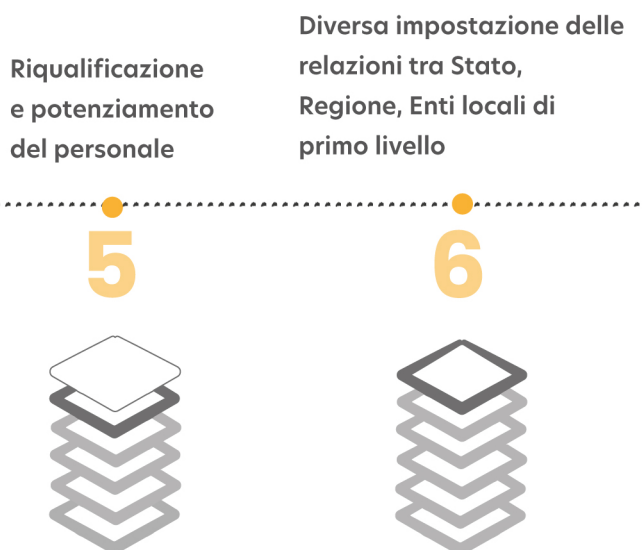 Riqualificazione
e potenziamento
del personale
Diversa impostazione delle
relazioni tra Stato,
Regione, Enti locali di
primo livello
5
6